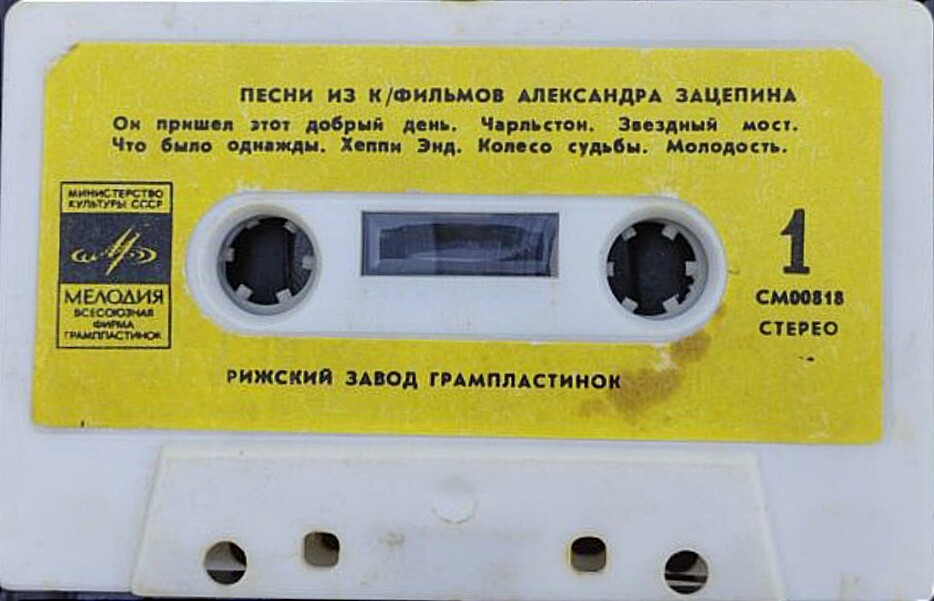 ПЕСНИ ИЗ К/ФИЛЬМОВ АЛЕКСАНДРА ЗАЦЕПИНА
Он пришел этот добрый день. Чарльстон. Звездный мост.
Что было однажды. Хеппи Энд. Колесо судьбы. Молодость.
МИНИСТЕРСТВО
КУЛЬТУРЫ СССР
МЕЛОДИЯ
ВСЕСОЮЗНАЯ
ФИРМА
ГРАМПЛАСТИНОК
1
СМ00818
СТЕРЕО
РИЖСКИЙ ЗАВОД ГРАМПЛАСТИНОК